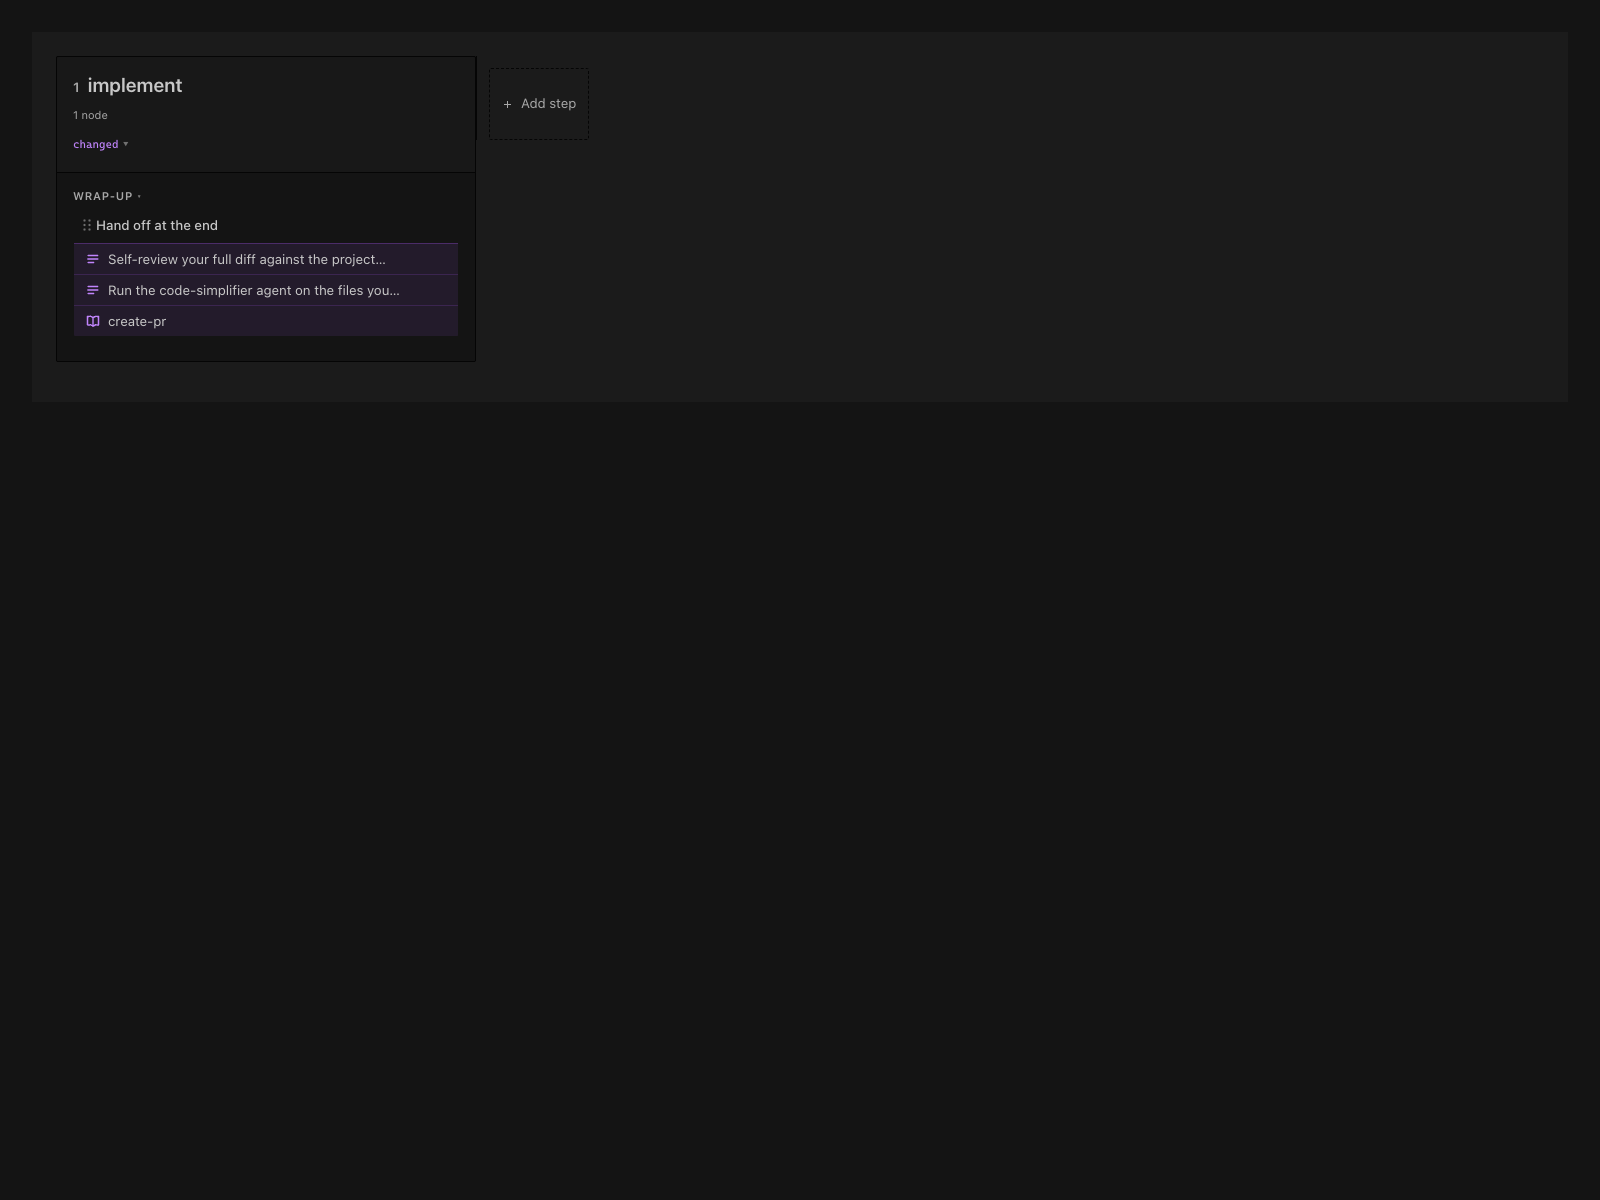 1 implement
1 node
changed
WRAP-UP
Hand off at the end
Self-review your full diff against the project...
Run the code-simplifier agent on the files you...
create-pr
+ Add step